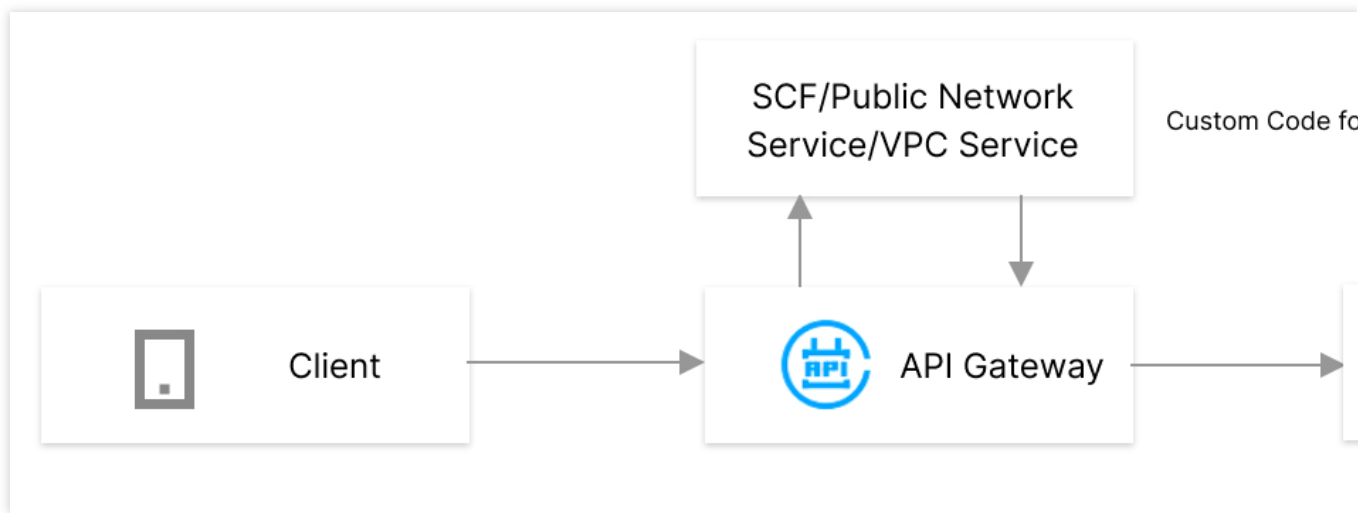 SCF/Public Network
Service/VPC Service
Custom Code
Client
API
API Gateway